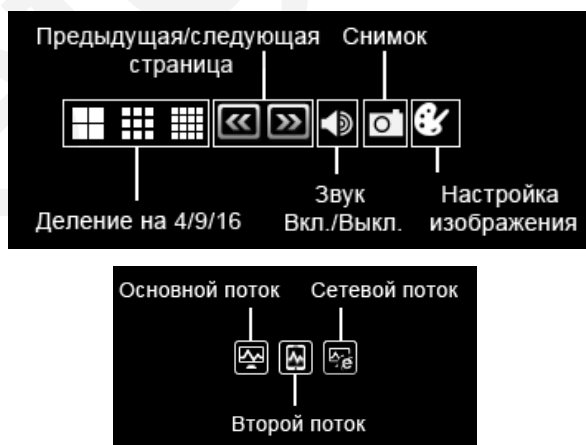 Предыдущая/следующая Снимок
страница
Звук Настройка
Деление на 4/9/16 Вкл./Выкл. изображения
Основной поток Сетевой поток
Второй поток